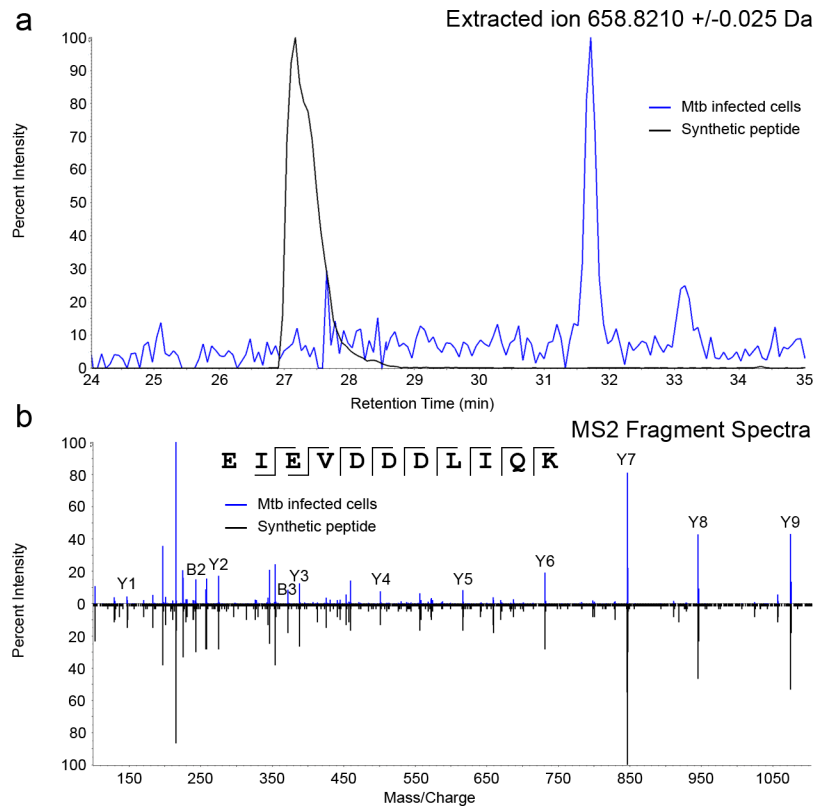 a
Extracted ion 658.8210 +/-0.025 Da
100
90
80
70
60
50
40
30
20
10
0
Percent Intensity
Mtb infected cells
Synthetic peptide
24 25 26 27 28 29 30 31 32 33 34 35
Retention Time (min)
b
MS2 Fragment Spectra
E I E V D D D L I Q K
Mtb infected cells
Synthetic peptide
Y1 B2 Y2 B3 Y3 Y4 Y5 Y6 Y7 Y8 Y9
100
80
60
40
20
0
20
40
60
80
100
Percent Intensity
150 250 350 450 550 650 750 850 950 1050
Mass/Charge